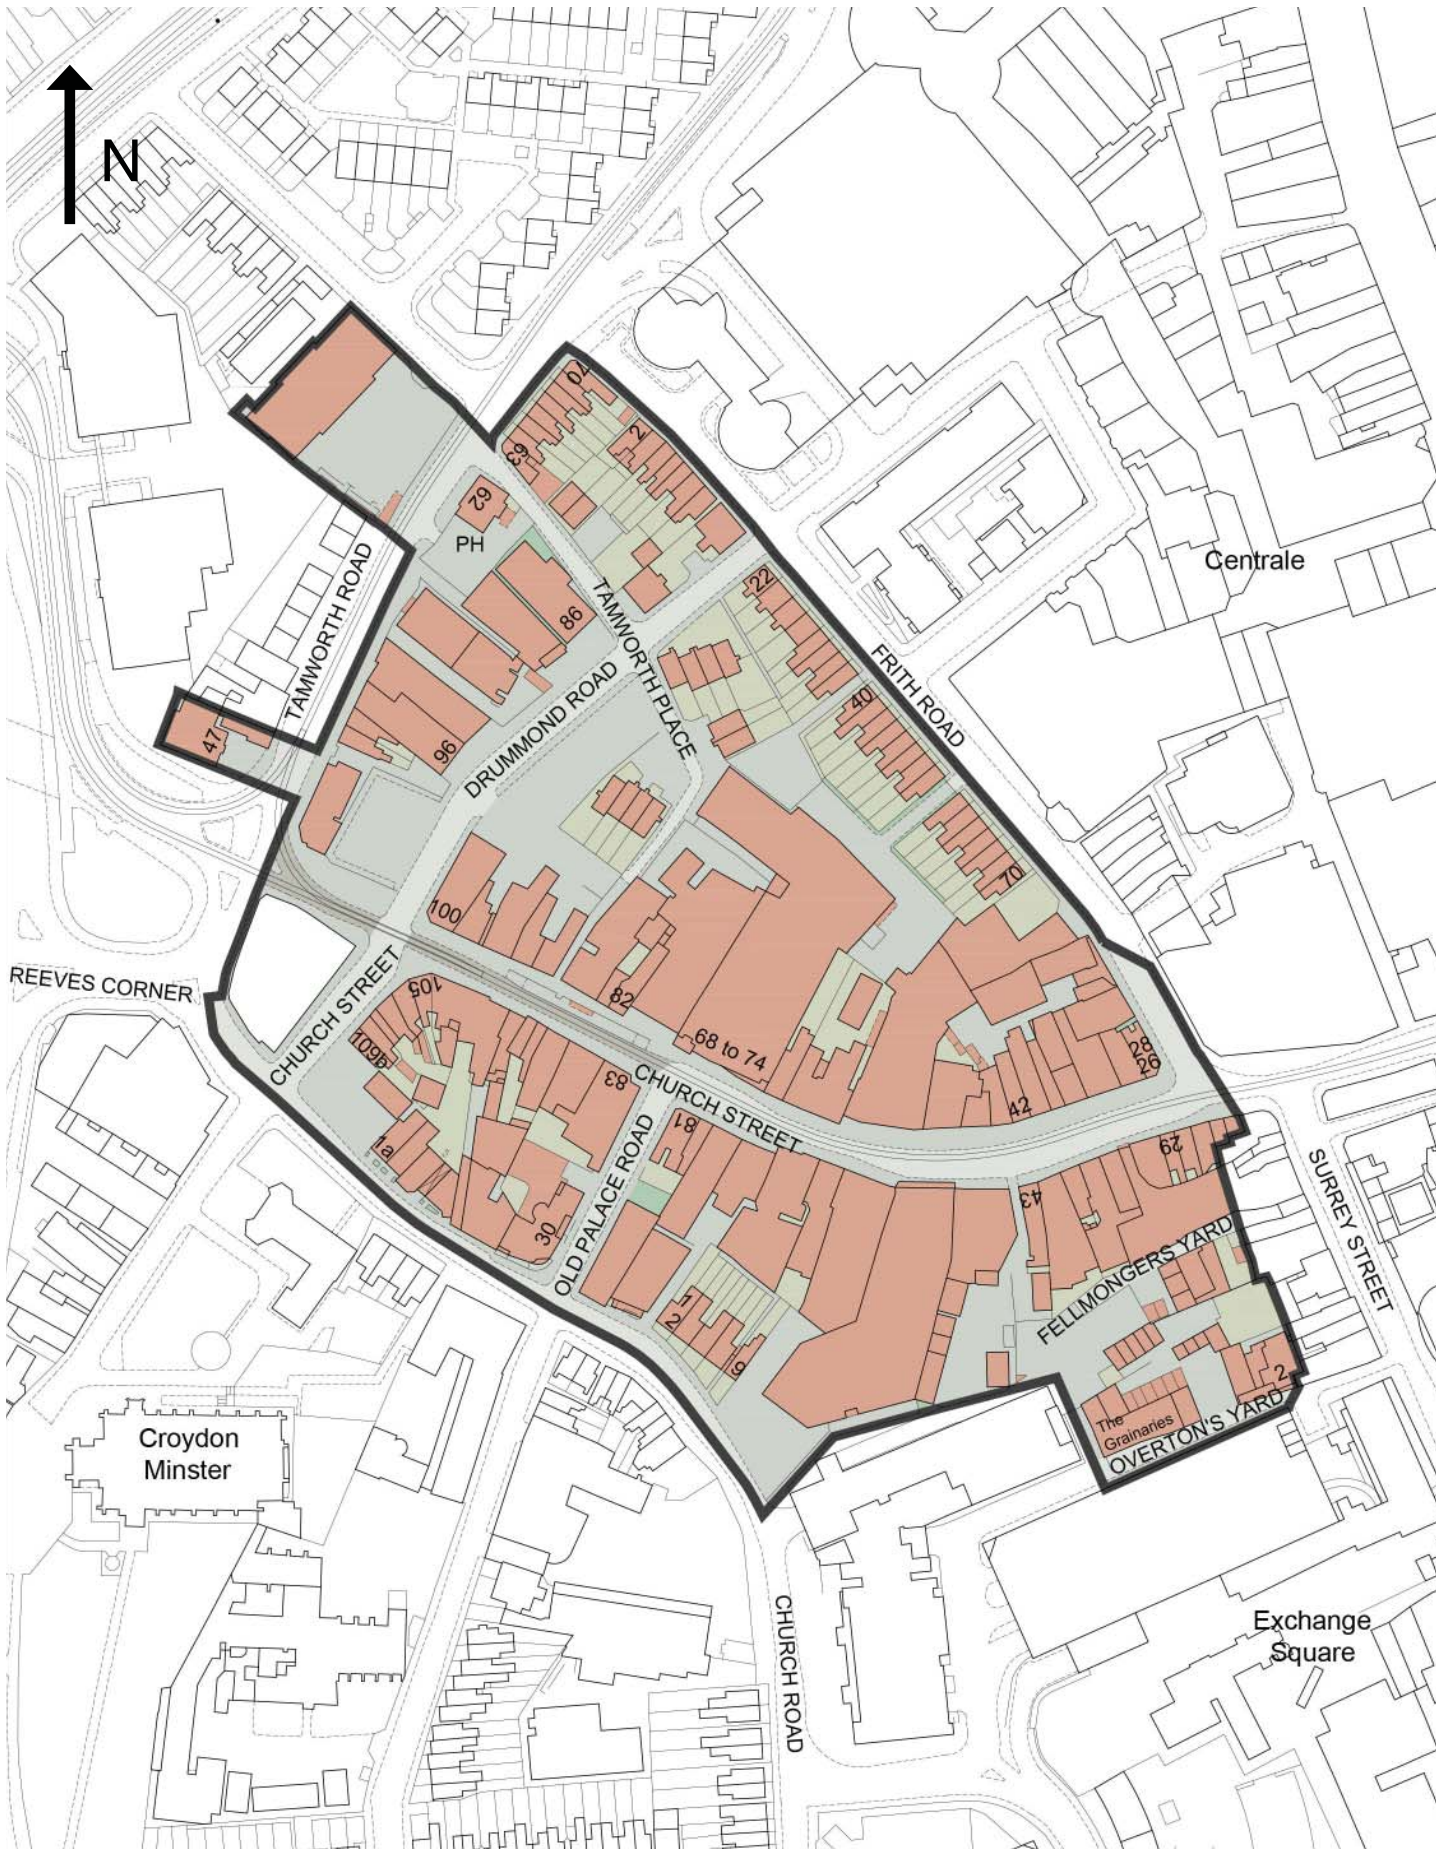 N
70
2
63
62
PH
Centrale
TAMWORTH ROAD
86
22
TAMWORTH PLACE
FRITH ROAD
40
47
96
DRUMMOND ROAD
70
100
REEVES CORNER
CHURCH STREET
105
82
109b
68 to 74
28
26
83
CHURCH STREET
42
81
1a
OLD PALACE ROAD
29
43
SURREY STREET
30
FELLMONGERS YARD
1
2
9
2
The
Grainaries
OVERTON'S YARD
Croydon
Minster
CHURCH ROAD
Exchange
Square